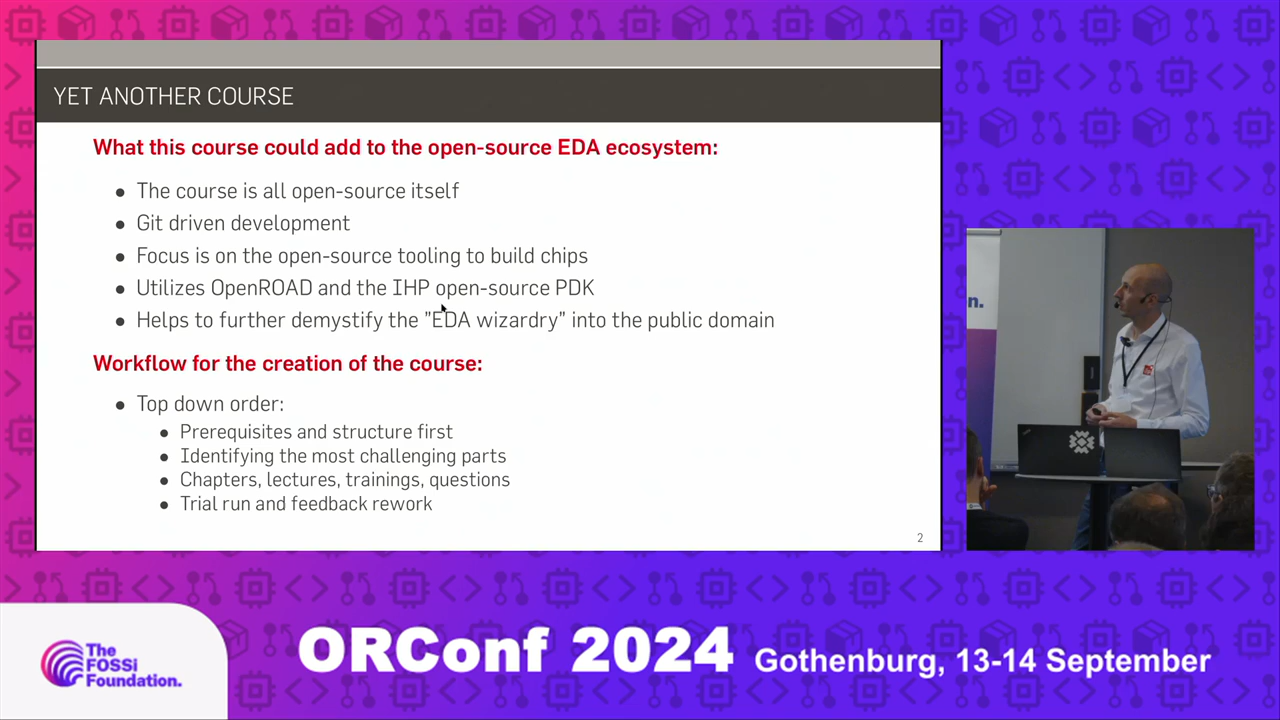 YET ANOTHER COURSE
What this course could add to the open-source EDA ecosystem:
● The course is all open-source itself
● Git driven development
● Focus is on the open-source tooling to build chips
● Utilizes OpenROAD and the IHP open-source PDK
● Helps to further demystify the "EDA wizardry" into the public domain
Workflow for the creation of the course:
● Top down order:
● Prerequisites and structure first
● Identifying the most challenging parts
● Chapters, lectures, trainings, questions
● Trial run and feedback rework
2
n.
The
FOSSi
Foundation.
ORConf 2024 Gothenburg, 13-14 September